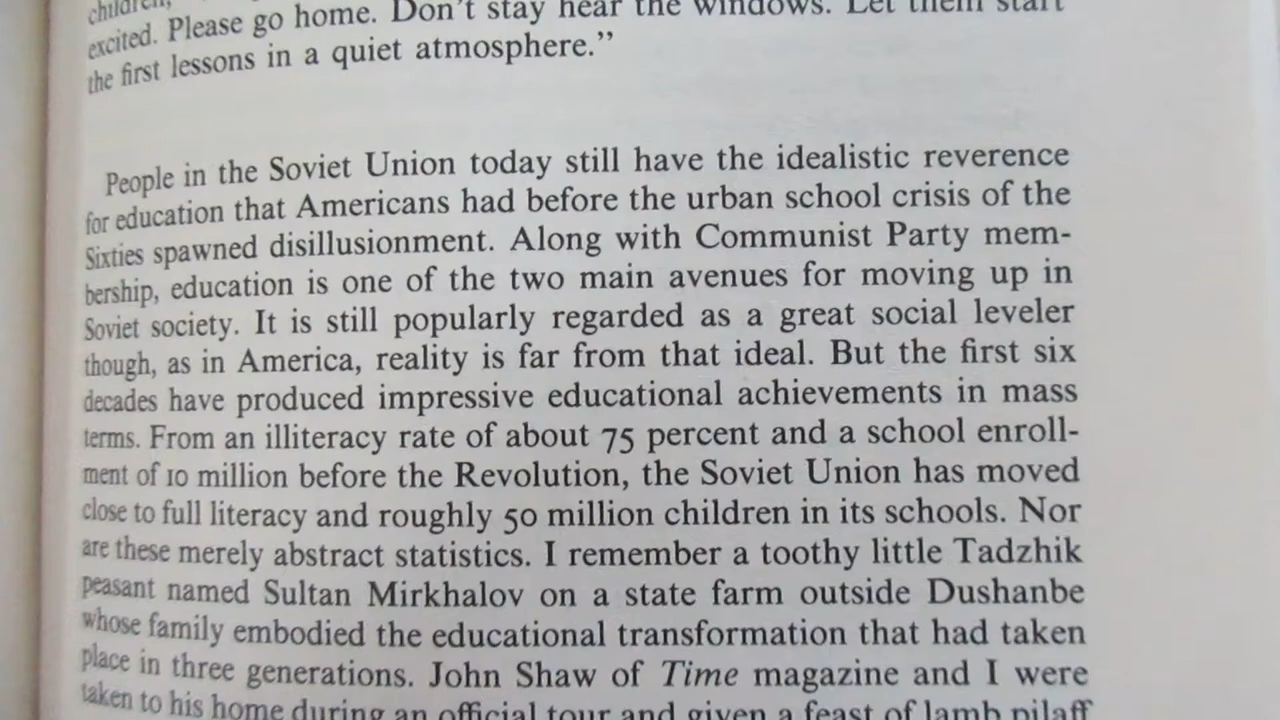 children,
excited. Please go home. Don't stay near the windows. Let them start
the first lessons in a quiet atmosphere.”
People in the Soviet Union today still have the idealistic reverence
for education that Americans had before the urban school crisis of the
Sixties spawned disillusionment. Along with Communist Party mem-
bership, education is one of the two main avenues for moving up in
Soviet society. It is still popularly regarded as a great social leveler
though, as in America, reality is far from that ideal. But the first six
decades have produced impressive educational achievements in mass
terms. From an illiteracy rate of about 75 percent and a school enroll-
ment of 10 million before the Revolution, the Soviet Union has moved
close to full literacy and roughly 50 million children in its schools. Nor
are these merely abstract statistics. I remember a toothy little Tadzhik
peasant named Sultan Mirkhalov on a state farm outside Dushanbe
whose family embodied the educational transformation that had taken
place in three generations. John Shaw of Time magazine and I were
taken to his home during an official tour and given a feast of lamb pilaff